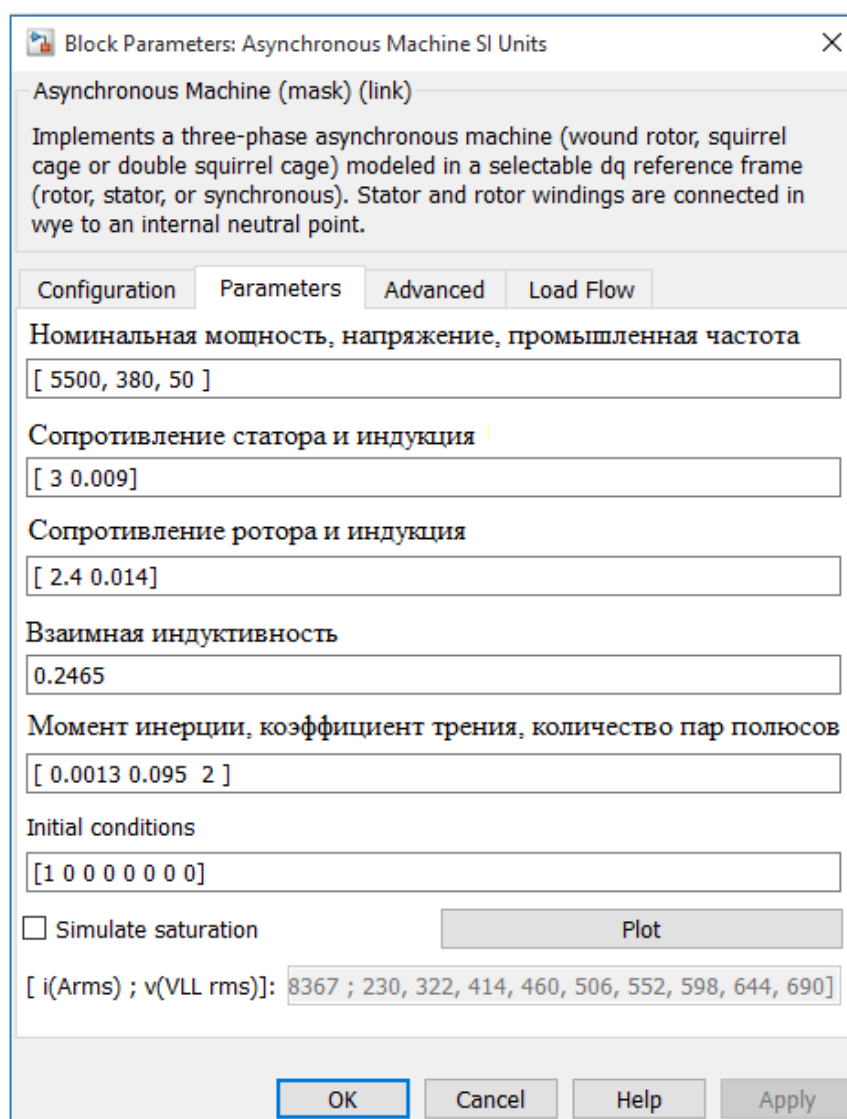 Block Parameters: Asynchronous Machine SI Units
Asynchronous Machine (mask) (link)
Implements a three-phase asynchronous machine (wound rotor, squirrel
cage or double squirrel cage) modeled in a selectable dq reference frame
(rotor, stator, or synchronous). Stator and rotor windings are connected in
wye to an internal neutral point.
Configuration Parameters Advanced Load Flow
Номинальная мощность, напряжение, промышленная частота
[ 5500, 380, 50 ]
Сопротивление статора и индукция
[ 3 0.009]
Сопротивление ротора и индукция
[ 2.4 0.014]
Взаимная индуктивность
0.2465
Момент инерции, коэффициент трения, количество пар полюсов
[ 0.0013 0.095 2 ]
Initial conditions
[1 0 0 0 0 0 0 0]
Simulate saturation Plot
[ i(Arms) ; v(VLL rms)]: 8367 ; 230, 322, 414, 460, 506, 552, 598, 644, 690]
OK Cancel Help Apply